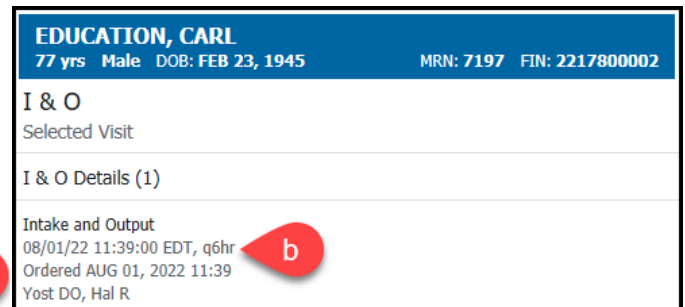 EDUCATION, CARL
77 yrs Male DOB: FEB 23, 1945 MRN: 7197 FIN: 2217800002
I & O
Selected Visit
I & O Details (1)
Intake and Output
08/01/22 11:39:00 EDT, q6hr b
Ordered AUG 01, 2022 11:39
Yost DO, Hal R